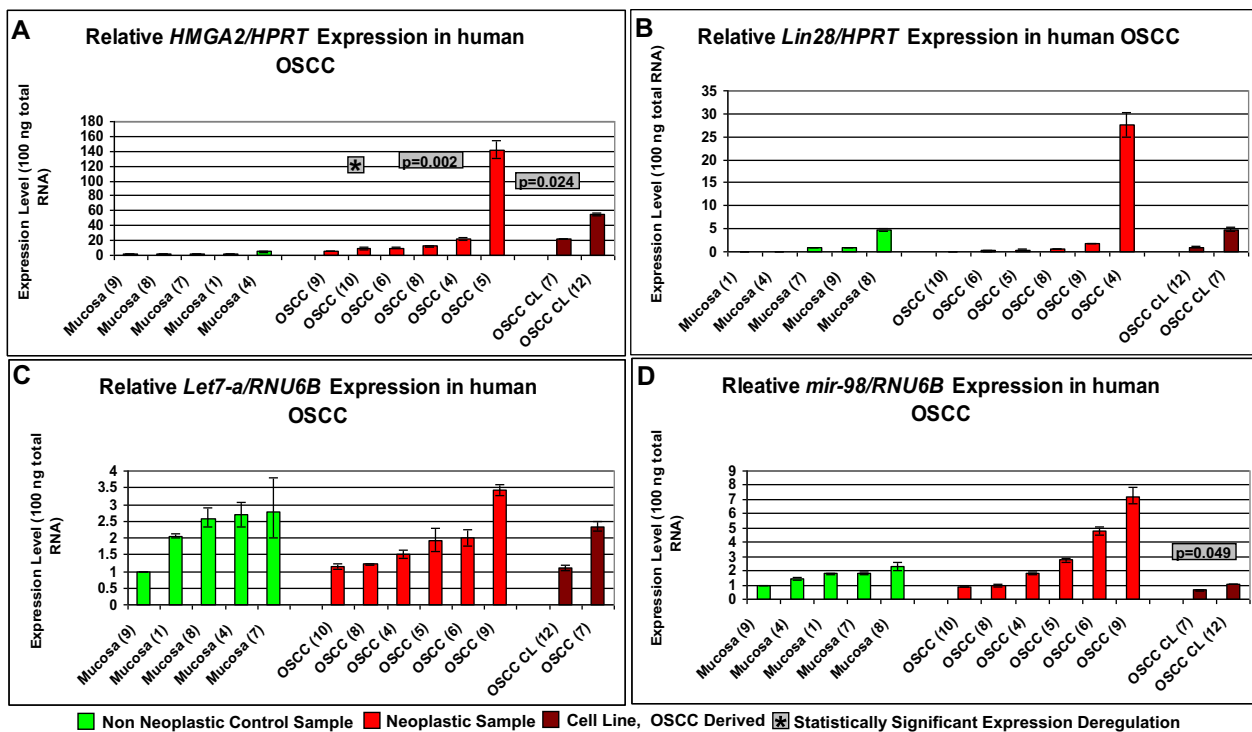 A
Relative HMGA2/HPRT Expression in human
OSCC
Expression Level (100 ng total
RNA)
180
160
140
120
100
80
60
40
20
0
*
p=0.002
p=0.024
Mucosa (9)
Mucosa (8)
Mucosa (7)
Mucosa (1)
Mucosa (4)
OSCC (9)
OSCC (10)
OSCC (6)
OSCC (8)
OSCC (4)
OSCC (5)
OSCC CL (7)
OSCC CL (12)
B
Relative Lin28/HPRT Expression in human OSCC
Expression Level (100 ng total RNA)
35
30
25
20
15
10
5
0
Mucosa (1)
Mucosa (4)
Mucosa (7)
Mucosa (9)
Mucosa (8)
OSCC (10)
OSCC (6)
OSCC (5)
OSCC (8)
OSCC (9)
OSCC (4)
OSCC CL (12)
OSCC CL (7)
C
Relative Let7-a/RNU6B Expression in human
OSCC
Expression Level (100 ng total
RNA)
4
3.5
3
2.5
2
1.5
1
0.5
0
Mucosa (9)
Mucosa (1)
Mucosa (8)
Mucosa (4)
Mucosa (7)
OSCC (10)
OSCC (8)
OSCC (4)
OSCC (5)
OSCC (6)
OSCC (9)
OSCC CL (12)
OSCC (7)
D
Rleative mir-98/RNU6B Expression in human
OSCC
Expression Level (100 ng total
RNA)
9
8
7
6
5
4
3
2
1
0
p=0.049
Mucosa (9)
Mucosa (4)
Mucosa (1)
Mucosa (7)
Mucosa (8)
OSCC (10)
OSCC (8)
OSCC (4)
OSCC (5)
OSCC (6)
OSCC (9)
OSCC CL (7)
OSCC CL (12)
Non Neoplastic Control Sample Neoplastic Sample Cell Line, OSCC Derived * Statistically Significant Expression Deregulation